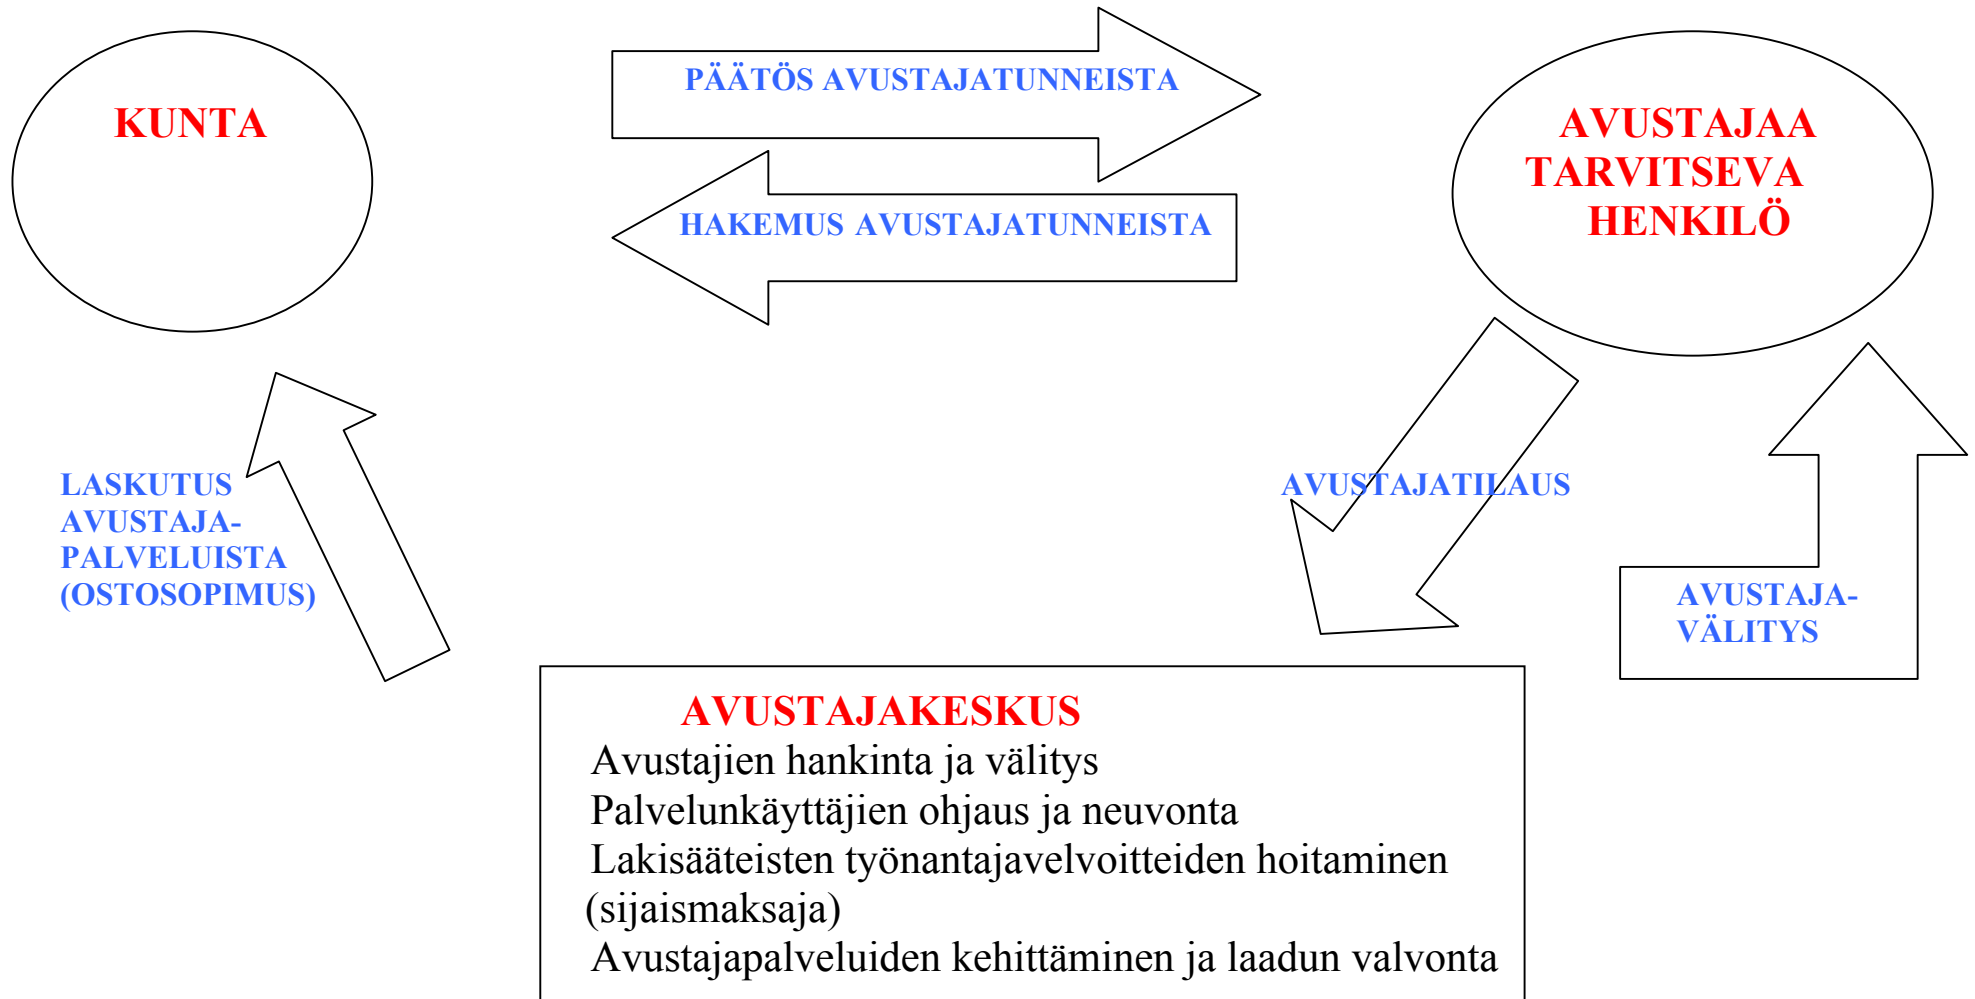 KUNTA
PÄÄTÖS AVUSTAJATUNNEISTA
HAKEMUS AVUSTAJATUNNEISTA
AVUSTAJAA
TARVITSEVA
HENKILÖ
LASKUTUS
AVUSTAJA-
PALVELUISTA
(OSTOSOPIMUS)
AVUSTAJATILAUS
AVUSTAJA-
VÄLITYS
AVUSTAJAKESKUS
Avustajien hankinta ja välitys
Palvelunkäyttäjien ohjaus ja neuvonta
Lakisääteisten työnantajavelvoitteiden hoitaminen
(sijaismaksaja)
Avustajapalveluiden kehittäminen ja laadun valvonta